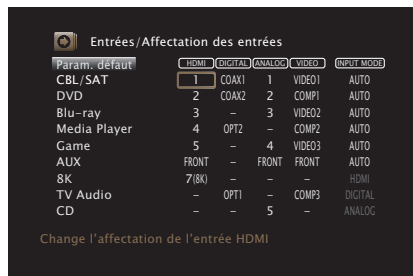 Entrées/Affectation des entrées
Param. défaut HDMI DIGITAL ANALOG VIDEO INPUT MODE
CBL/SAT 1 COAX1 1 VIDEO1 AUTO
DVD 2 COAX2 2 COMP1 AUTO
Blu-ray 3 – 3 VIDEO2 AUTO
Media Player 4 OPT2 – COMP2 AUTO
Game 5 – 4 VIDEO3 AUTO
AUX FRONT – FRONT FRONT AUTO
8K 7(8K) – – – HDMI
TV Audio – OPT1 – COMP3 DIGITAL
CD – – 5 – ANALOG
Change l'affectation de l'entrée HDMI